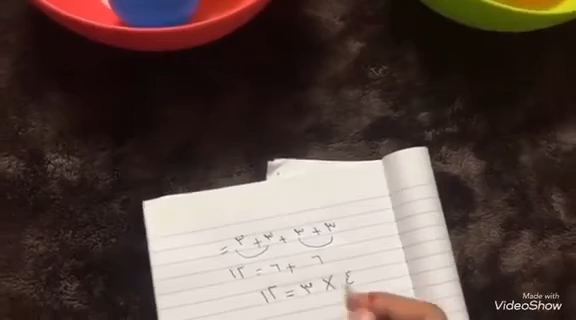 ٣ + ٣ + ٣ + ٣ =
٦ + ٦ = ١٢
٤ × ٣ = ١٢
Made with
VideoShow